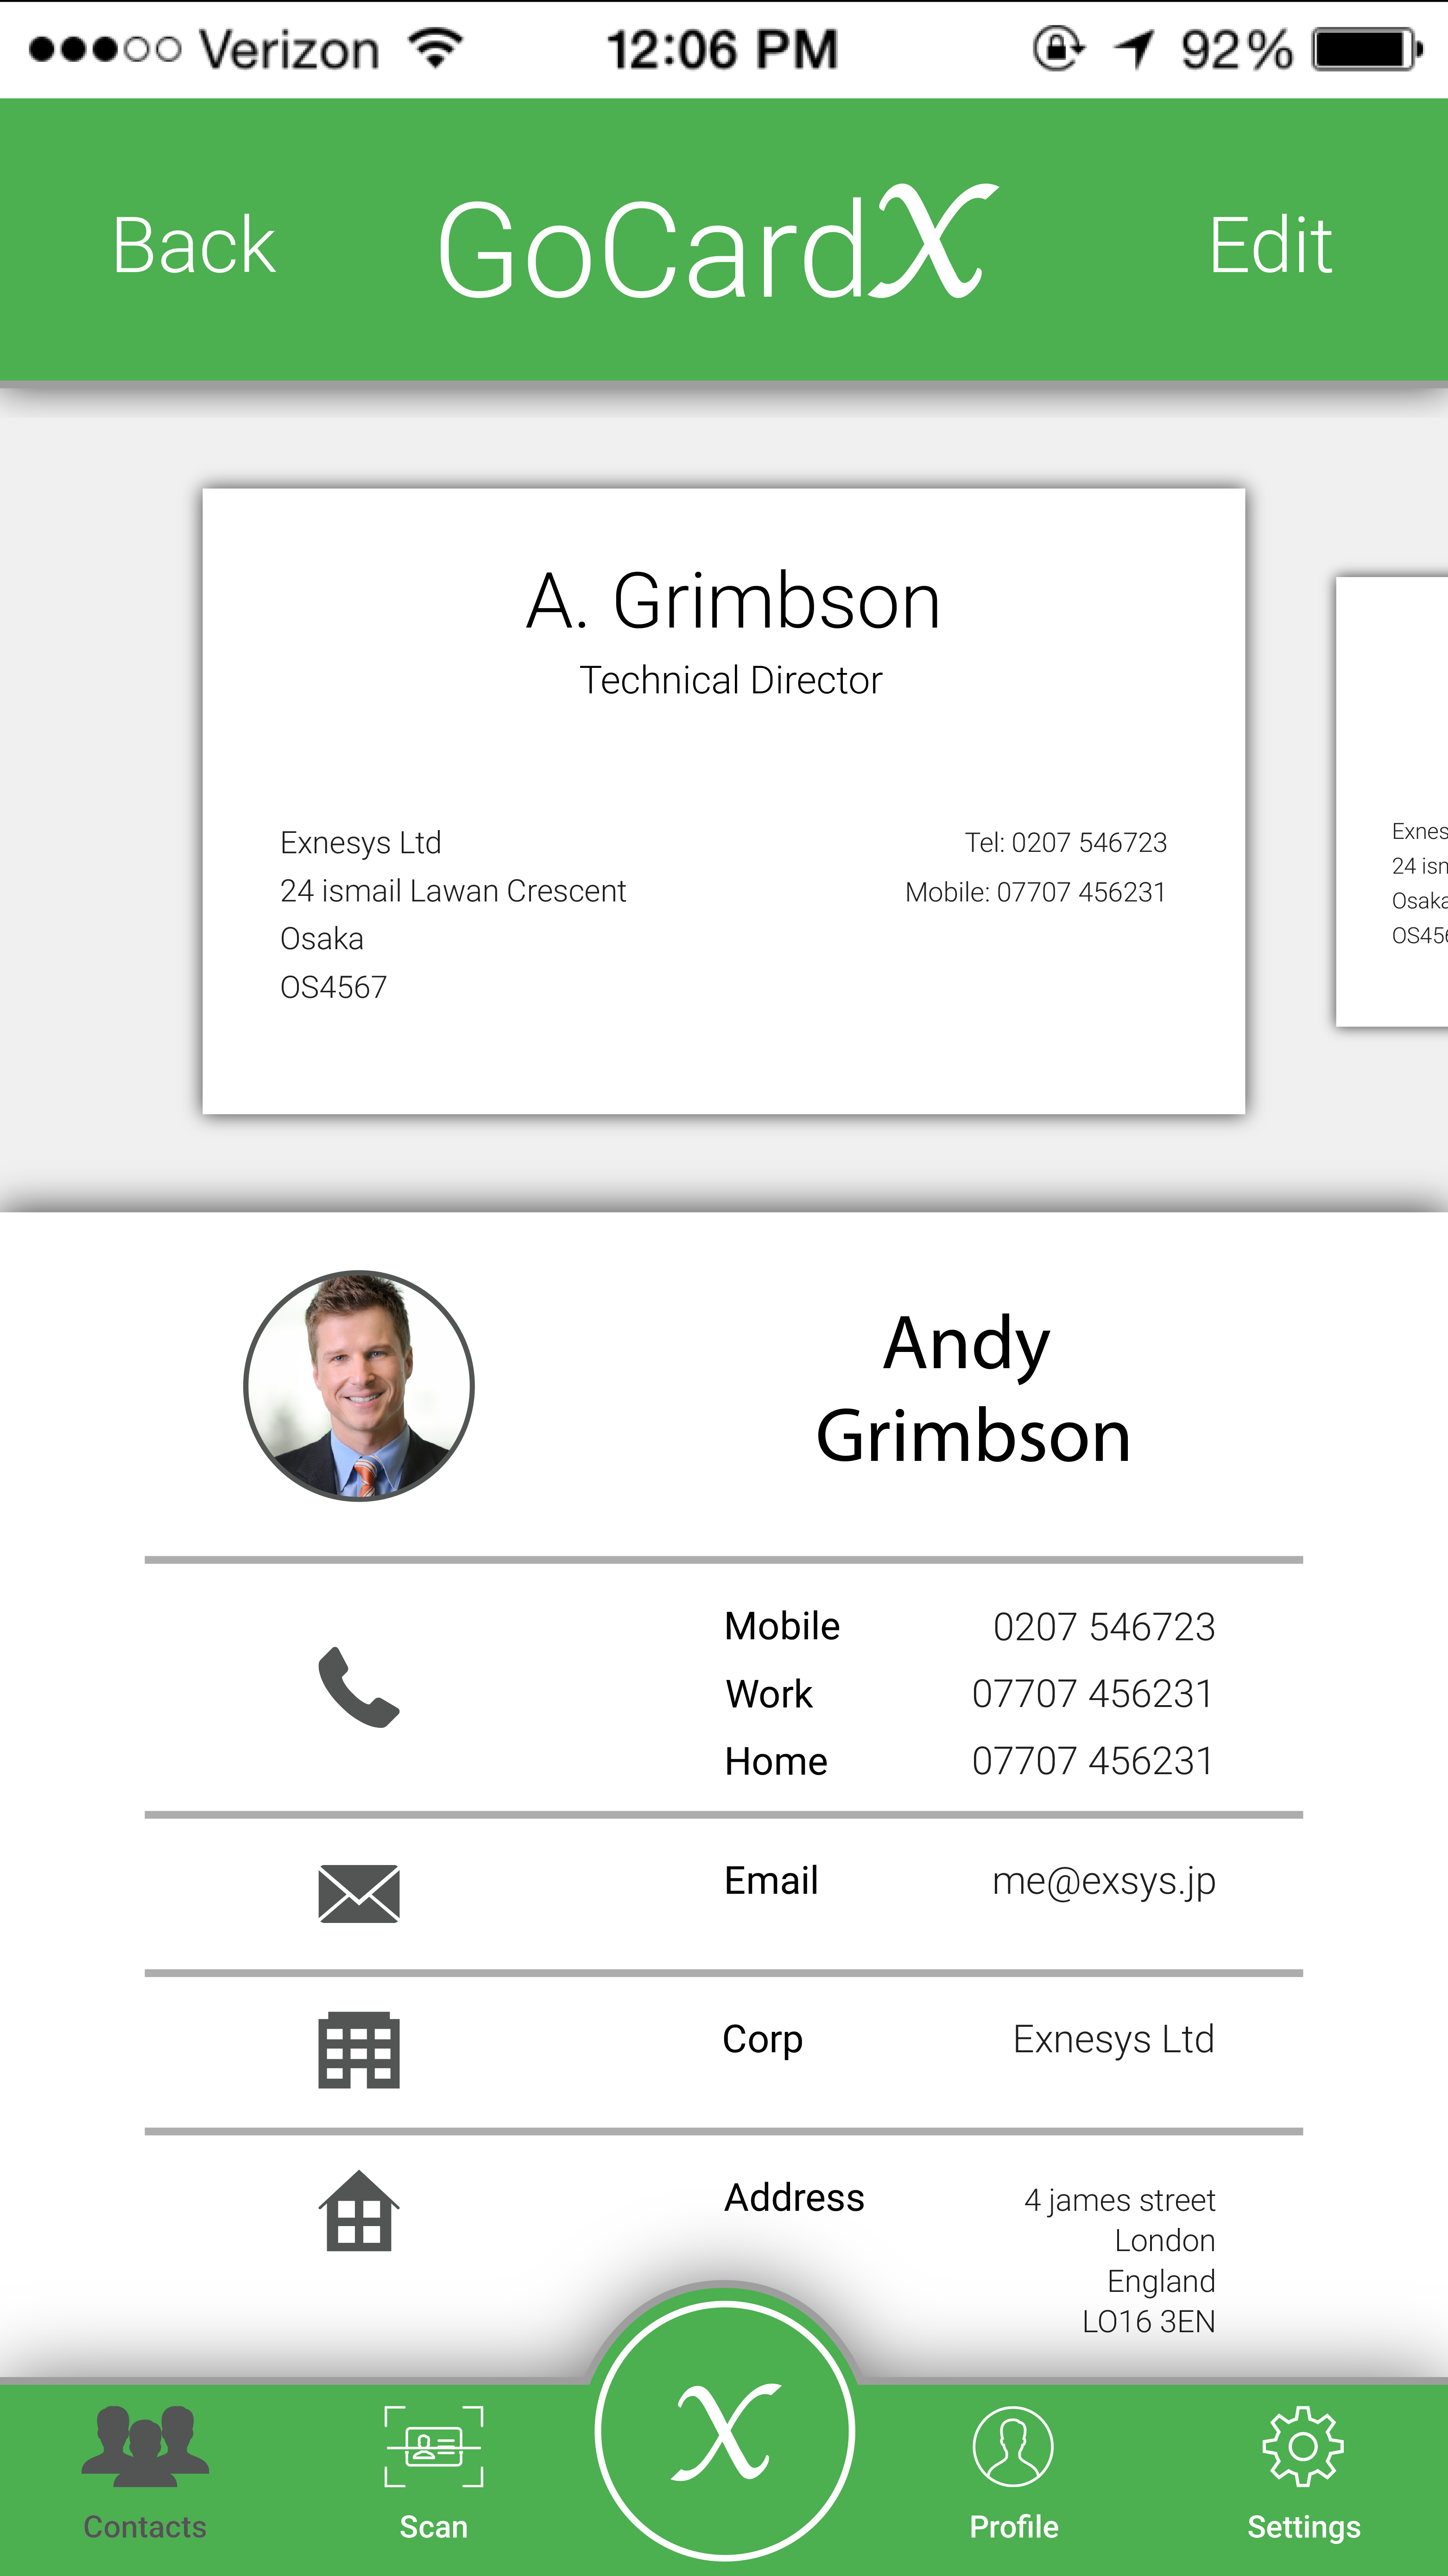 Verizon 12:06 PM 92%
Back GoCardX Edit
A. Grimbson
Technical Director
Exnesys Ltd Tel: 0207 546723
24 ismail Lawan Crescent Mobile: 07707 456231
Osaka
OS4567
Exnes
24 isn
Osaka
OS456
Andy
Grimbson
Mobile 0207 546723
Work 07707 456231
Home 07707 456231
Email me@exsys.jp
Corp Exnesys Ltd
Address 4 james street
London
England
LO16 3EN
X
Contacts Scan Profile Settings